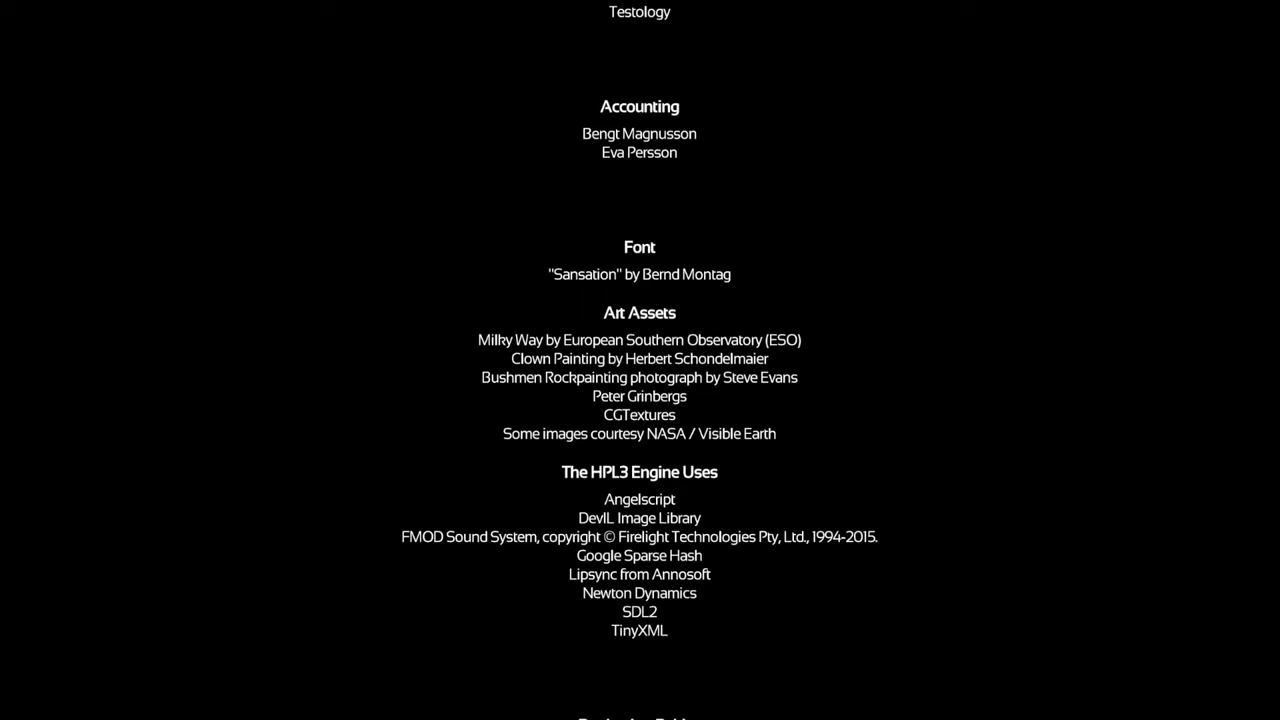 Testology
Accounting
Bengt Magnusson
Eva Persson
Font
"Sansation" by Bernd Montag
Art Assets
Milky Way by European Southern Observatory (ESO)
Clown Painting by Herbert Schondelmaier
Bushmen Rockpainting photograph by Steve Evans
Peter Grinbergs
CGTextures
Some images courtesy NASA / Visible Earth
The HPL3 Engine Uses
Angelscript
DevIL Image Library
FMOD Sound System, copyright © Firelight Technologies Pty, Ltd., 1994-2015.
Google Sparse Hash
Lipsync from Annosoft
Newton Dynamics
SDL2
TinyXML